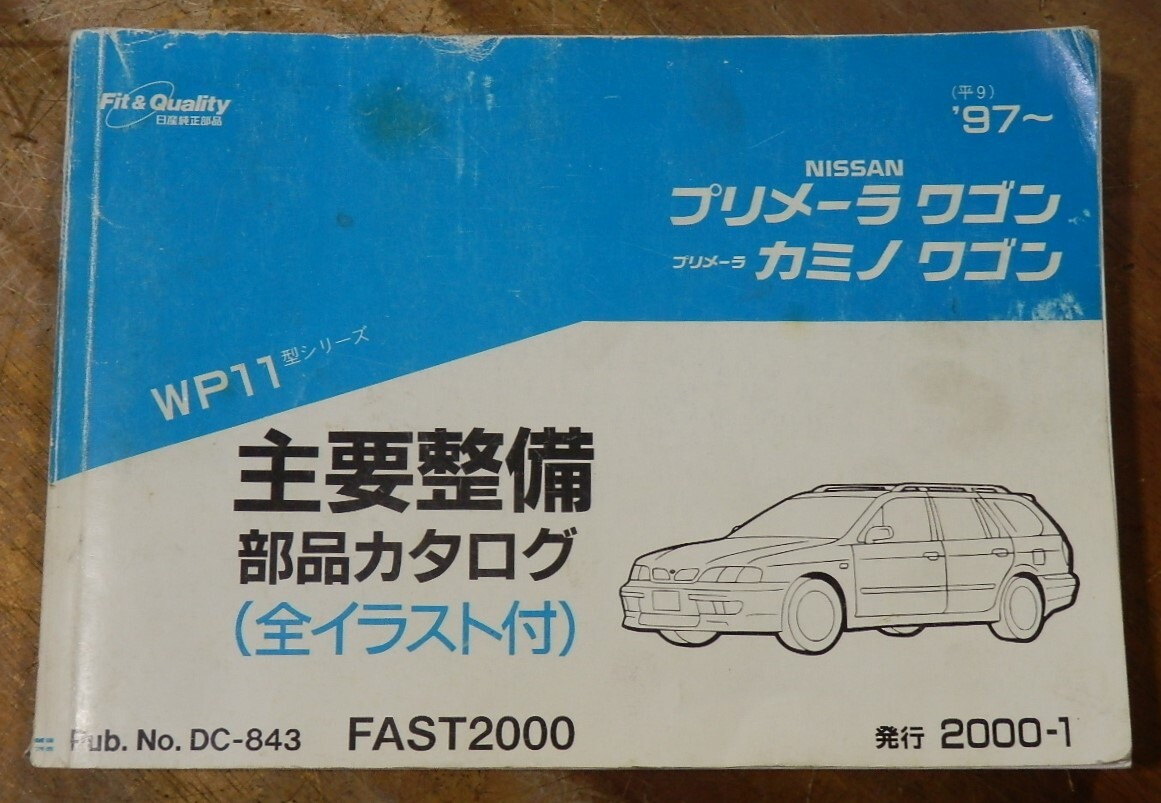 Fit & Quality
日産純正部品
(平9)
'97〜
NISSAN
プリメーラ ワゴン
プリメーラ カミノ ワゴン
WP11型シリーズ
主要整備
部品カタログ
(全イラスト付)
Pub. No. DC-843 FAST2000
発行 2000-1